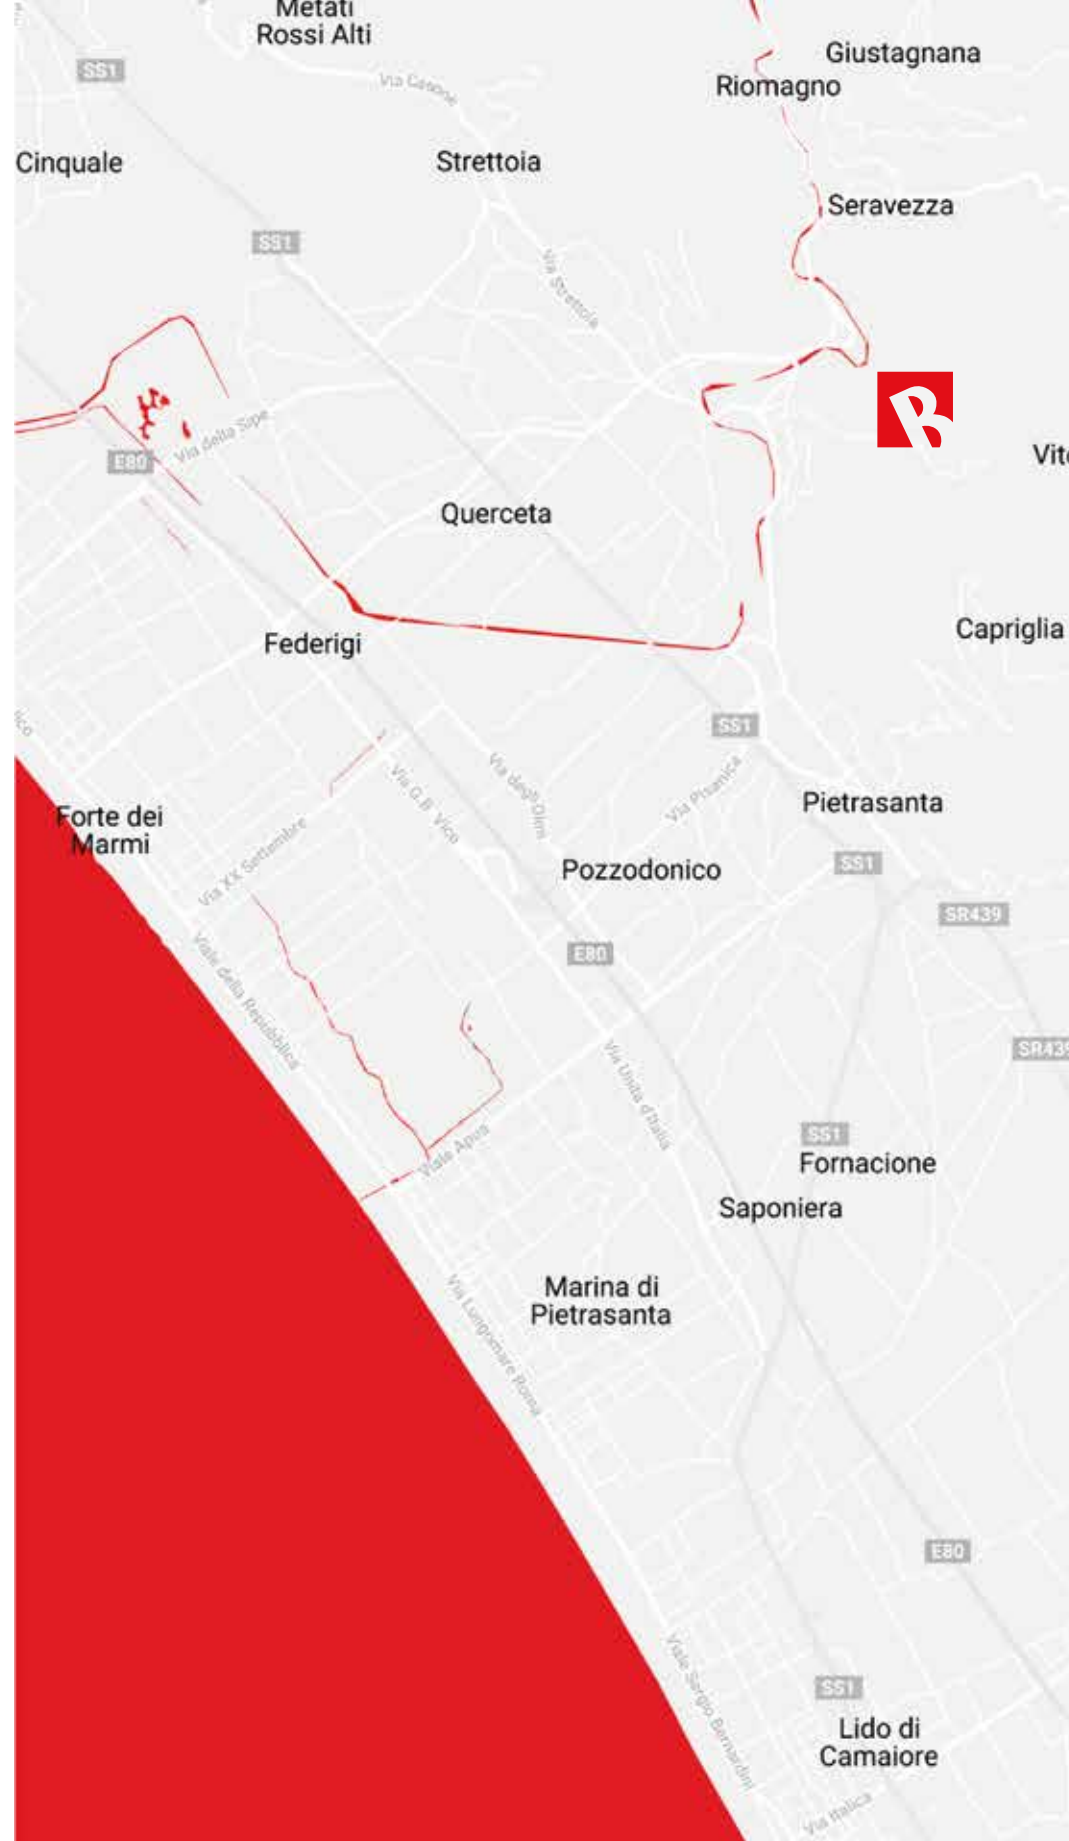 Metati
Rossi Alti
Giustagnana
SS1
Via Canone
Riomagno
Cinquale
Strettoia
Seravezza
SS1
Via Strettoia
B
Via della Sipe
E80
Vit
Querceta
Federigi
Capriglia
ico
SS1
Via degli Olmi
Via Pisanica
Via G.B. Vico
Forte dei
Marmi
Pietrasanta
Via XX Settembre
Pozzodonico
SS1
SR439
Viale della Repubblica
E80
SR439
Via Unita d'Italia
Viale Apua
SS1
Fornacione
Saponiera
Marina di
Pietrasanta
Via Lungomare Roma
E80
Viale Sergio Bernardini
SS1
Lido di
Camaiore
Via Italica